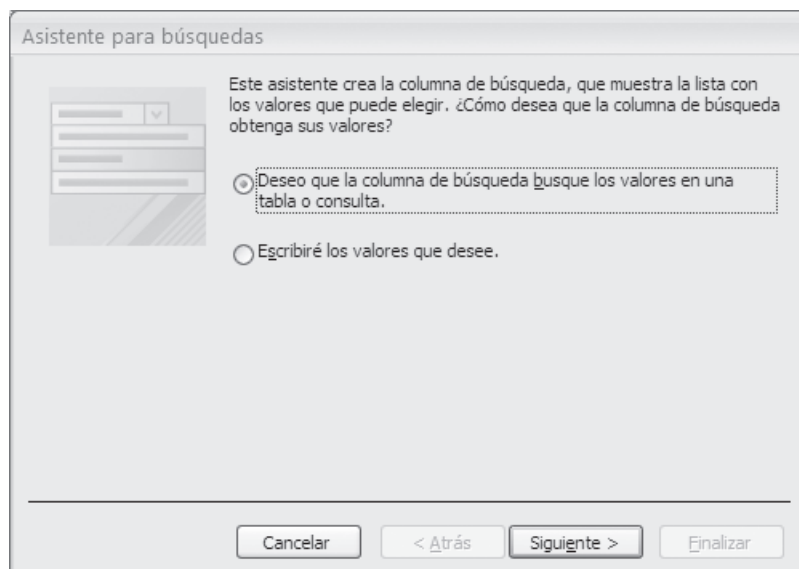 Asistente para búsquedas
Este asistente crea la columna de búsqueda, que muestra la lista con
los valores que puede elegir. ¿Cómo desea que la columna de búsqueda
obtenga sus valores?
Deseo que la columna de búsqueda busque los valores en una
tabla o consulta.
Escribiré los valores que desee.
Cancelar < Atrás Siguiente > Finalizar